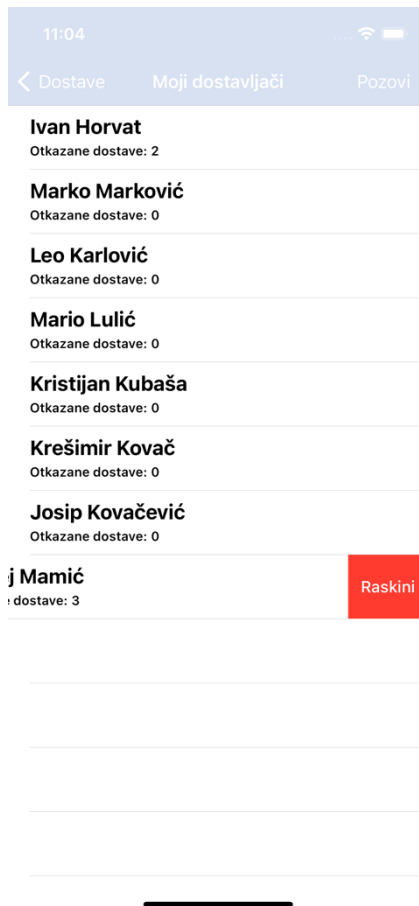 11:04
Dostave Moji dostavljači Pozovi
Ivan Horvat
Otkazane dostave: 2
Marko Marković
Otkazane dostave: 0
Leo Karlović
Otkazane dostave: 0
Mario Lulić
Otkazane dostave: 0
Kristijan Kubaša
Otkazane dostave: 0
Krešimir Kovač
Otkazane dostave: 0
Josip Kovačević
Otkazane dostave: 0
j Mamić
dostave: 3
Raskini